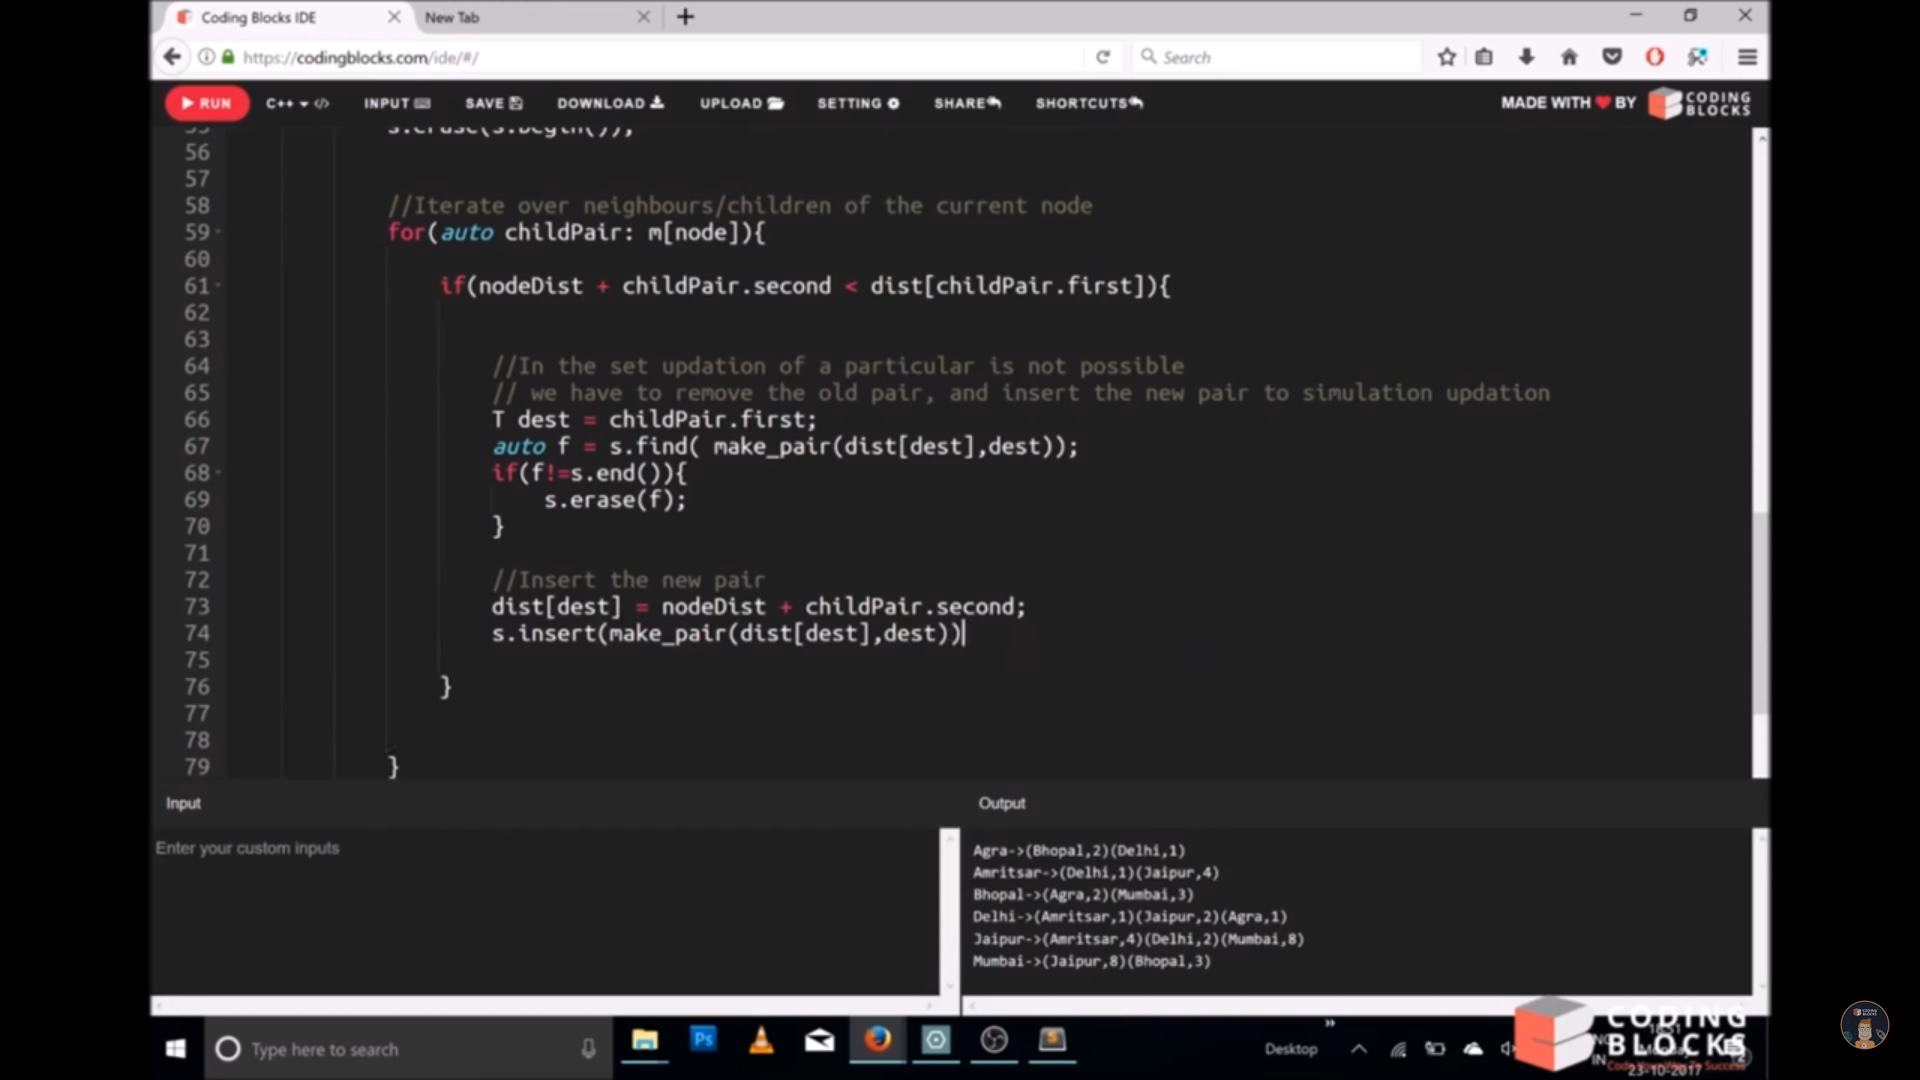 Coding Blocks IDE
New Tab
https://codingblocks.com/ide/#/
Search
RUN
C++
INPUT
SAVE
DOWNLOAD
UPLOAD
SETTING
SHARE
SHORTCUTS
MADE WITH BY
CODING
BLOCKS
55 s.erase(s.begin());
56
57
58 //Iterate over neighbours/children of the current node
59 for(auto childPair: m[node]){
60
61 if(nodeDist + childPair.second < dist[childPair.first]){
62
63
64 //In the set updation of a particular is not possible
65 // we have to remove the old pair, and insert the new pair to simulation updation
66 T dest = childPair.first;
67 auto f = s.find( make_pair(dist[dest],dest));
68 if(f!=s.end()){
69 s.erase(f);
70 }
71
72 //Insert the new pair
73 dist[dest] = nodeDist + childPair.second;
74 s.insert(make_pair(dist[dest],dest))
75
76 }
77
78
79 }
Input
Output
Enter your custom inputs
Agra->(Bhopal,2)(Delhi,1)
Amritsar->(Delhi,1)(Jaipur,4)
Bhopal->(Agra,2)(Mumbai,3)
Delhi->(Amritsar,1)(Jaipur,2)(Agra,1)
Jaipur->(Amritsar,4)(Delhi,2)(Mumbai,8)
Mumbai->(Jaipur,8)(Bhopal,3)
Type here to search
Ps
Desktop
CODING
BLOCKS
IN
23-10-2017